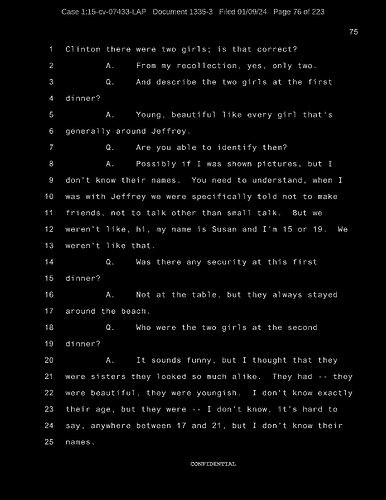 Case 1:15-cv-07433-LAP Document 1335-3 Filed 01/09/24 Page 76 of 223
75
1 Clinton there were two girls; is that correct?
2 A. From my recollection, yes, only two.
3 Q. And describe the two girls at the first
4 dinner?
5 A. Young, beautiful like every girl that's
6 generally around Jeffrey.
7 Q. Are you able to identify them?
8 A. Possibly if I was shown pictures, but I
9 don't know their names. You need to understand, when I
10 was with Jeffrey we were specifically told not to make
11 friends, not to talk other than small talk. But we
12 weren't like, hi, my name is Susan and I'm 15 or 19. We
13 weren't like that.
14 Q. Was there any security at this first
15 dinner?
16 A. Not at the table, but they always stayed
17 around the beach.
18 Q. Who were the two girls at the second
19 dinner?
20 A. It sounds funny, but I thought that they
21 were sisters they looked so much alike. They had -- they
22 were beautiful, they were youngish. I don't know exactly
23 their age, but they were -- I don't know, it's hard to
24 say, anywhere between 17 and 21, but I don't know their
25 names.
CONFIDENTIAL